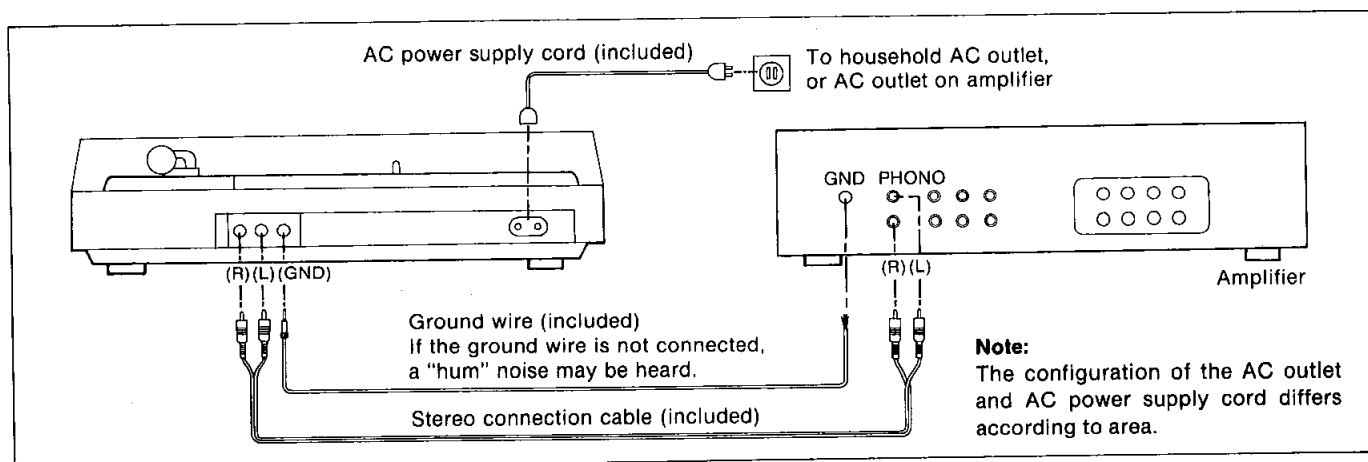 AC power supply cord (included)
To household AC outlet,
or AC outlet on amplifier
GND PHONO
(R) (L) (GND)
(R) (L)
Amplifier
Ground wire (included)
If the ground wire is not connected,
a "hum" noise may be heard.
Stereo connection cable (included)
Note:
The configuration of the AC outlet
and AC power supply cord differs
according to area.